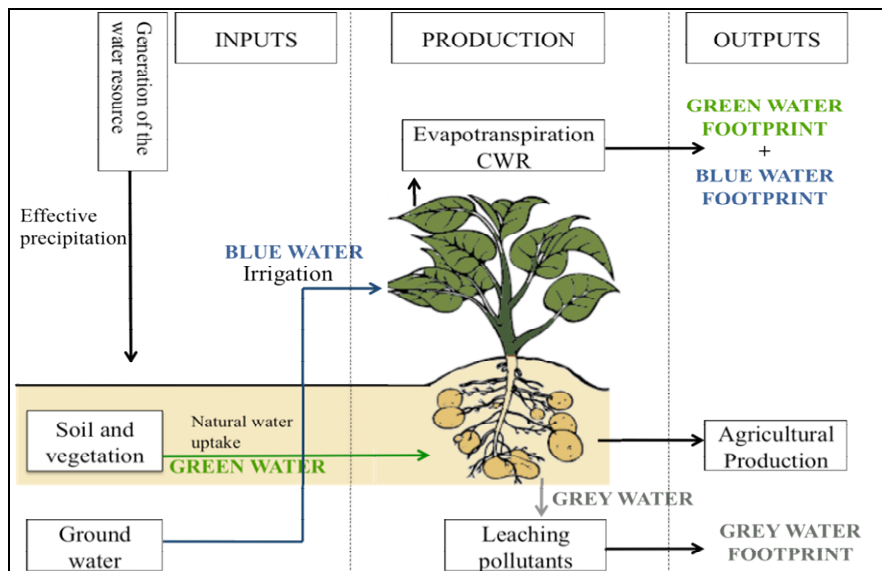 Generation of the
water resource
INPUTS
PRODUCTION
OUTPUTS
Effective
precipitation
BLUE WATER
Irrigation
Evapotranspiration
CWR
GREEN WATER
FOOTPRINT
+
BLUE WATER
FOOTPRINT
Soil and
vegetation
Natural water
uptake
GREEN WATER
Agricultural
Production
Ground
water
GREY WATER
Leaching
pollutants
GREY WATER
FOOTPRINT